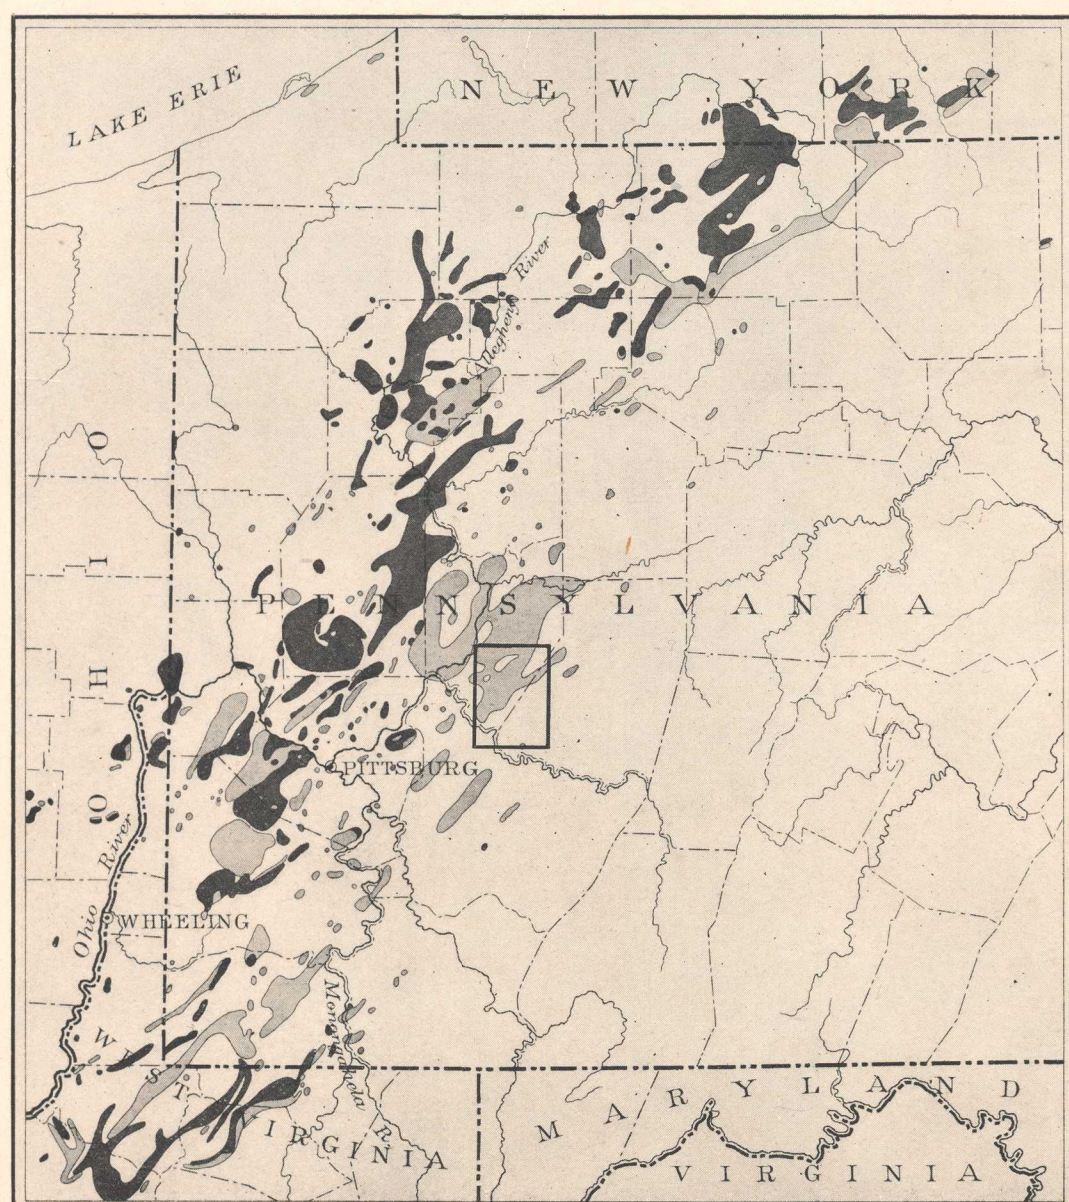 LAKE ERIE
NEW YORK
Allegheny River
OHIO
PENNSYLVANIA
PITTSBURG
Ohio River
WHEELING
Monongahela R.
WEST VIRGINIA
MARYLAND
VIRGINIA